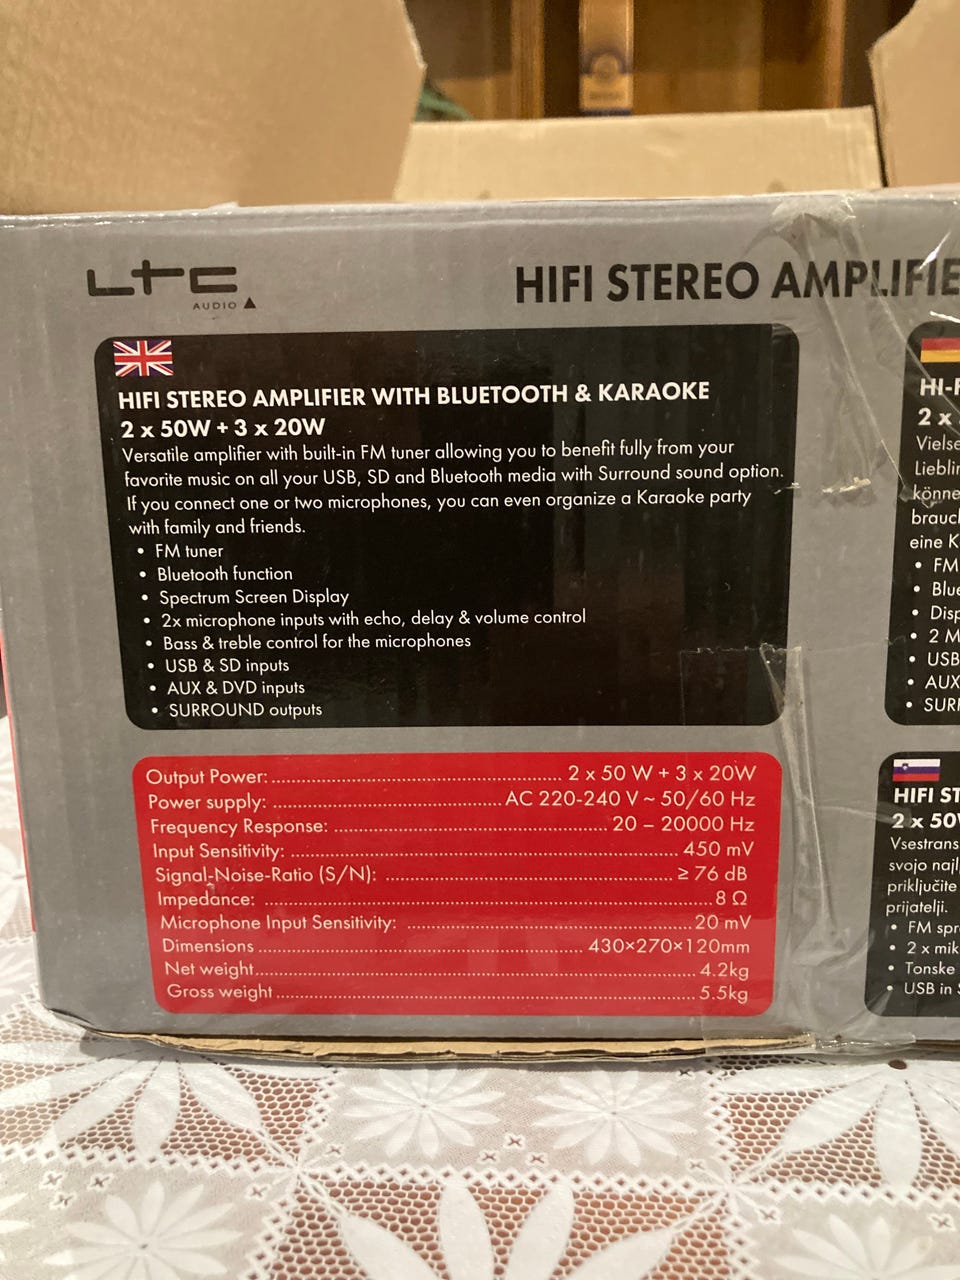 LTC
AUDIO
HIFI STEREO AMPLIFIE
HIFI STEREO AMPLIFIER WITH BLUETOOTH & KARAOKE
2 x 50W + 3 x 20W
Versatile amplifier with built-in FM tuner allowing you to benefit fully from your
favorite music on all your USB, SD and Bluetooth media with Surround sound option.
If you connect one or two microphones, you can even organize a Karaoke party
with family and friends.
• FM tuner
• Bluetooth function
• Spectrum Screen Display
• 2x microphone inputs with echo, delay & volume control
• Bass & treble control for the microphones
• USB & SD inputs
• AUX & DVD inputs
• SURROUND outputs
Output Power: 2 x 50 W + 3 x 20W
Power supply: AC 220-240 V ~ 50/60 Hz
Frequency Response: 20 – 20000 Hz
Input Sensitivity: 450 mV
Signal-Noise-Ratio (S/N): ≥ 76 dB
Impedance: 8 Ω
Microphone Input Sensitivity: 20 mV
Dimensions 430×270×120mm
Net weight 4.2kg
Gross weight 5.5kg
HI-F
2 x
Vielse
Lieblin
könne
brauch
eine K
• FM
• Blue
• Disp
• 2 M
• USB
• AUX
• SURR
HIFI ST
2 x 50W
Vsestrans
svojo najl
priključite
prijatelji.
• FM spre
• 2 x mik
• Tonske
• USB in S